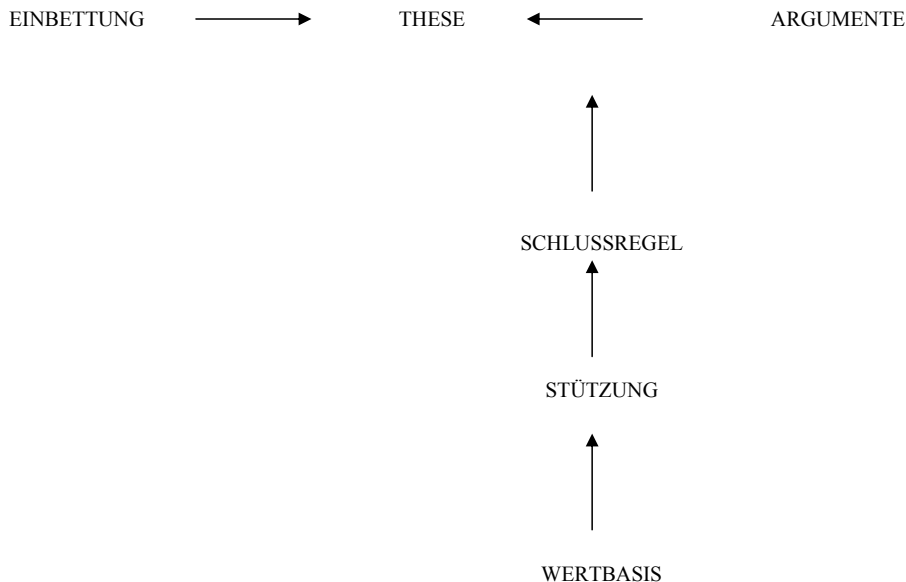 EINBETTUNG THESE ARGUMENTE
SCHLUSSREGEL
STÜTZUNG
WERTBASIS